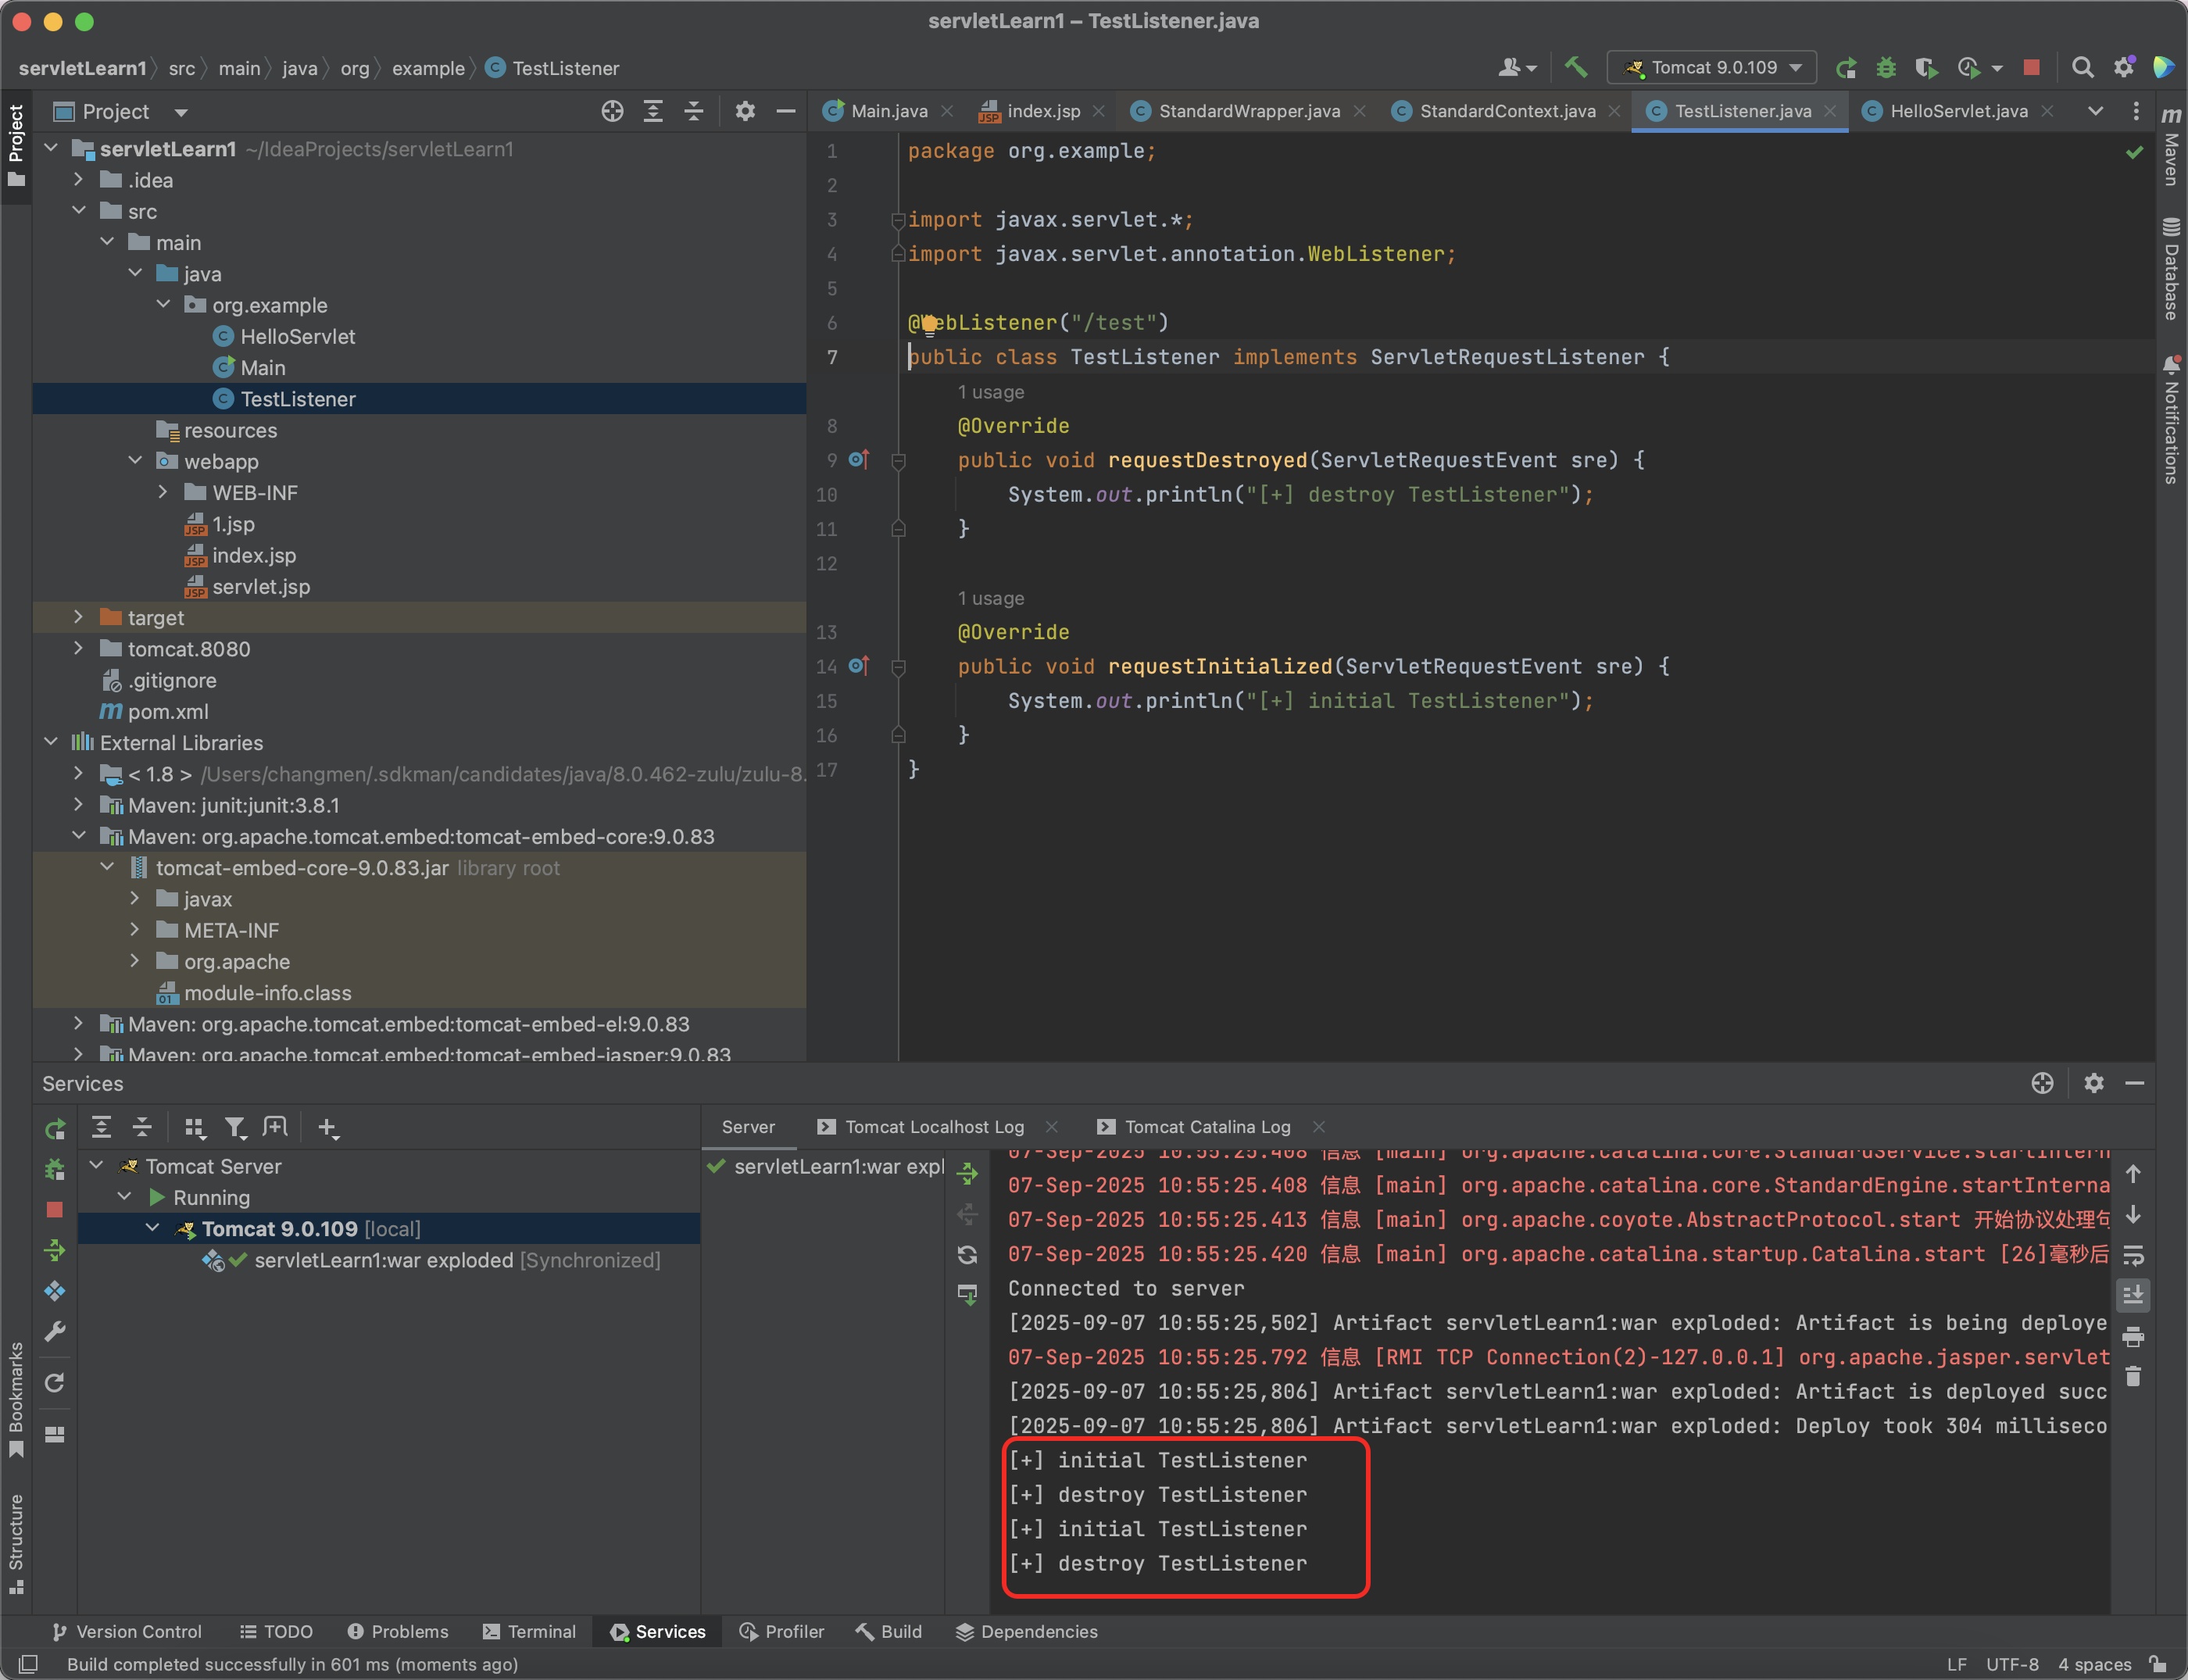 servletLearn1 – TestListener.java
servletLearn1 src main java org example TestListener
Tomcat 9.0.109
Project
Main.java index.jsp StandardWrapper.java StandardContext.java TestListener.java HelloServlet.java
Project
servletLearn1 ~/IdeaProjects/servletLearn1
.idea
src
main
java
org.example
HelloServlet
Main
TestListener
resources
webapp
WEB-INF
1.jsp
index.jsp
servlet.jsp
target
tomcat.8080
.gitignore
pom.xml
External Libraries
< 1.8 > /Users/changmen/.sdkman/candidates/java/8.0.462-zulu/zulu-8.
Maven: junit:junit:3.8.1
Maven: org.apache.tomcat.embed:tomcat-embed-core:9.0.83
tomcat-embed-core-9.0.83.jar library root
javax
META-INF
org.apache
module-info.class
Maven: org.apache.tomcat.embed:tomcat-embed-el:9.0.83
Maven: org.apache.tomcat.embed:tomcat-embed-jasper:9.0.83
1 package org.example;
2
3 import javax.servlet.*;
4 import javax.servlet.annotation.WebListener;
5
6 @WebListener("/test")
7 public class TestListener implements ServletRequestListener {
1 usage
8 @Override
9 public void requestDestroyed(ServletRequestEvent sre) {
10 System.out.println("[+] destroy TestListener");
11 }
12
1 usage
13 @Override
14 public void requestInitialized(ServletRequestEvent sre) {
15 System.out.println("[+] initial TestListener");
16 }
17 }
Maven
Database
Notifications
Services
Tomcat Server
Running
Tomcat 9.0.109 [local]
servletLearn1:war exploded [Synchronized]
Server Tomcat Localhost Log Tomcat Catalina Log
servletLearn1:war expl
07-Sep-2025 10:55:25.408 信息 [main] org.apache.catalina.core.StandardService.startIntern
07-Sep-2025 10:55:25.408 信息 [main] org.apache.catalina.core.StandardEngine.startInterna
07-Sep-2025 10:55:25.413 信息 [main] org.apache.coyote.AbstractProtocol.start 开始协议处理句
07-Sep-2025 10:55:25.420 信息 [main] org.apache.catalina.startup.Catalina.start [26]毫秒后
Connected to server
[2025-09-07 10:55:25,502] Artifact servletLearn1:war exploded: Artifact is being deploye
07-Sep-2025 10:55:25.792 信息 [RMI TCP Connection(2)-127.0.0.1] org.apache.jasper.servlet
[2025-09-07 10:55:25,806] Artifact servletLearn1:war exploded: Artifact is deployed succ
[2025-09-07 10:55:25,806] Artifact servletLearn1:war exploded: Deploy took 304 milliseco
[+] initial TestListener
[+] destroy TestListener
[+] initial TestListener
[+] destroy TestListener
Bookmarks
Structure
Version Control TODO Problems Terminal Services Profiler Build Dependencies
Build completed successfully in 601 ms (moments ago)
LF UTF-8 4 spaces